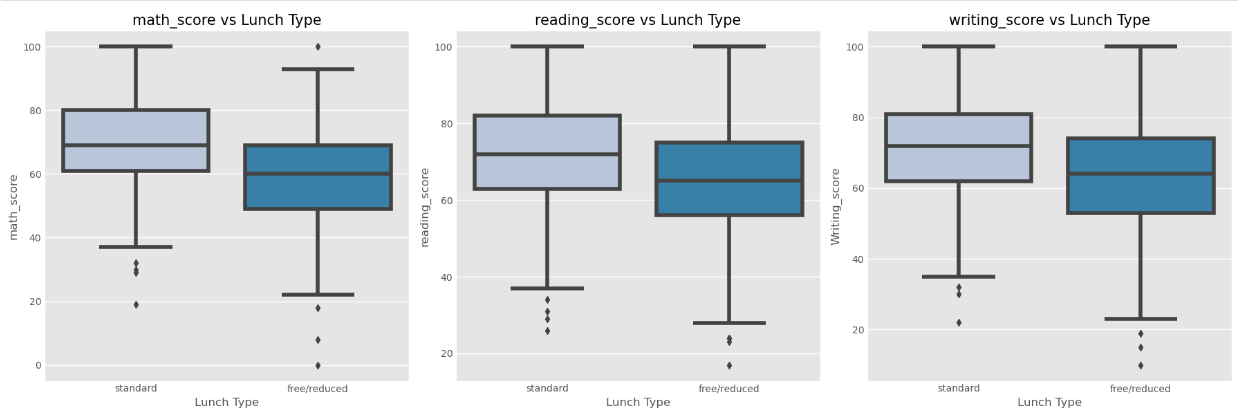 math_score vs Lunch Type
100
80
60
40
20
0
math_score
standard
free/reduced
Lunch Type
reading_score vs Lunch Type
100
80
60
40
20
reading_score
standard
free/reduced
Lunch Type
writing_score vs Lunch Type
100
80
60
40
20
Writing_score
standard
free/reduced
Lunch Type